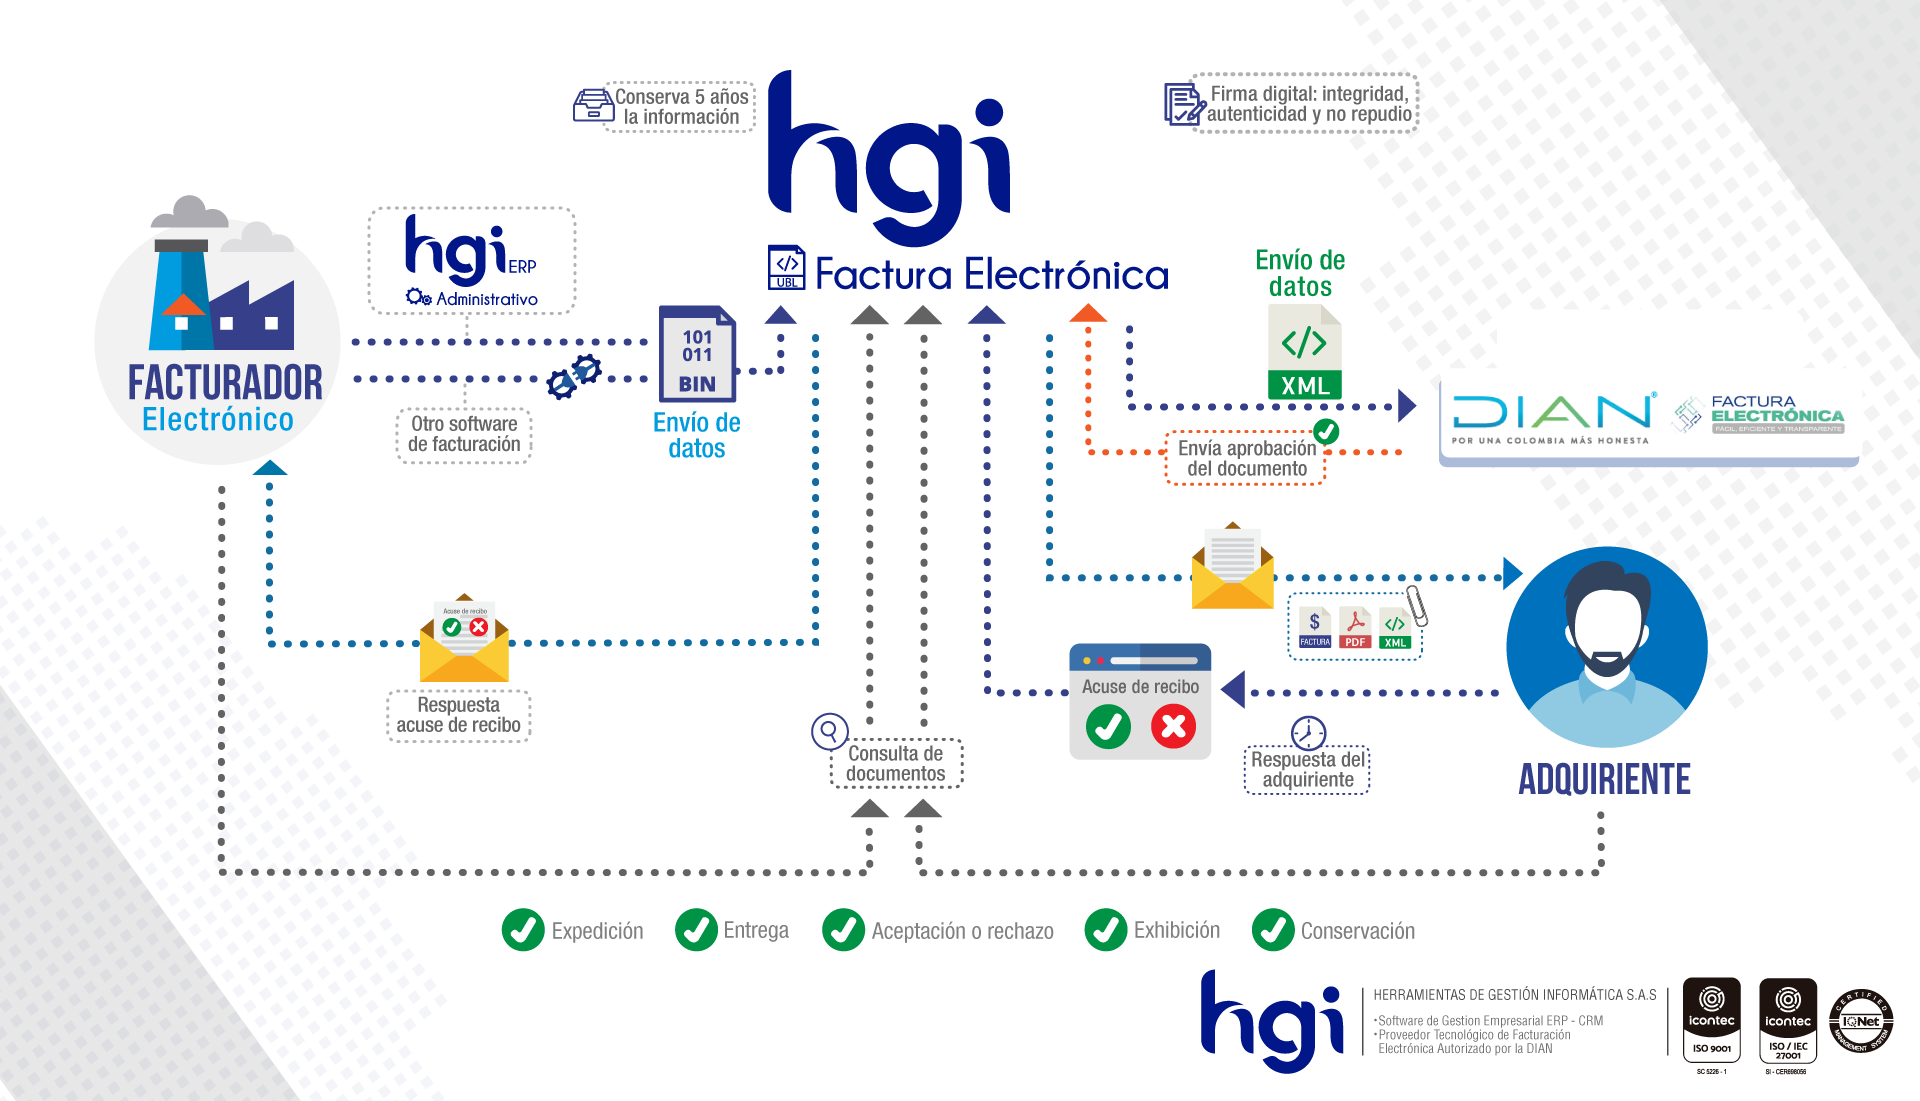 Conserva 5 años
la información
hgi
Firma digital: integridad,
autenticidad y no repudio
</>
UBL
Factura Electrónica
hgi ERP
Administrativo
FACTURADOR
Electrónico
Otro software
de facturación
101
011
BIN
Envío de
datos
Envío de
datos
</>
XML
Envía aprobación
del documento
DIAN®
POR UNA COLOMBIA MÁS HONESTA
FACTURA
ELECTRÓNICA
FÁCIL, EFICIENTE Y TRANSPARENTE
Acuse de recibo
Respuesta
acuse de recibo
$
FACTURA
PDF
</>
XML
Acuse de recibo
Respuesta del
adquiriente
ADQUIRIENTE
Consulta de
documentos
Expedición
Entrega
Aceptación o rechazo
Exhibición
Conservación
hgi
HERRAMIENTAS DE GESTIÓN INFORMÁTICA S.A.S
•Software de Gestion Empresarial ERP - CRM
•Proveedor Tecnológico de Facturación
Electrónica Autorizado por la DIAN
icontec
ISO 9001
SC 5226 - 1
icontec
ISO / IEC
27001
SI - CER698056
CERTIFIED
IQNet
MANAGEMENT SYSTEM